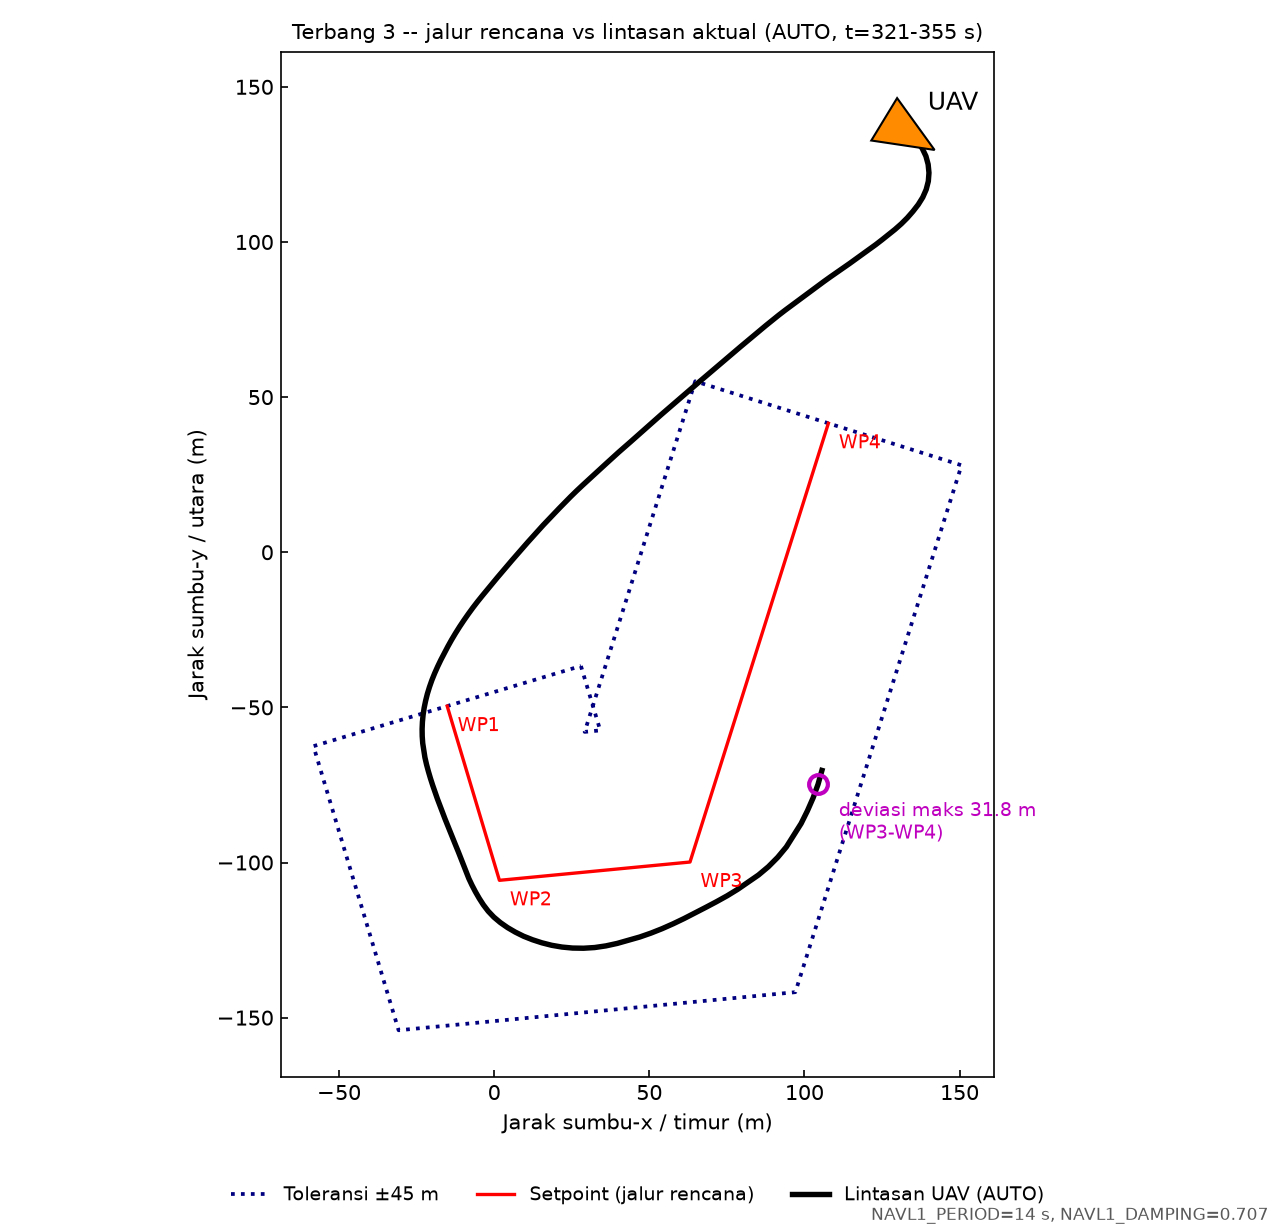 Terbang 3 -- jalur rencana vs lintasan aktual (AUTO, t=321-355 s)
150
UAV
100
50
WP4
Jarak sumbu-y / utara (m)
0
−50
WP1
deviasi maks 31.8 m
(WP3-WP4)
−100
WP3
WP2
−150
−50
0
50
100
150
Jarak sumbu-x / timur (m)
Toleransi ±45 m
Setpoint (jalur rencana)
Lintasan UAV (AUTO)
NAVL1_PERIOD=14 s, NAVL1_DAMPING=0.707